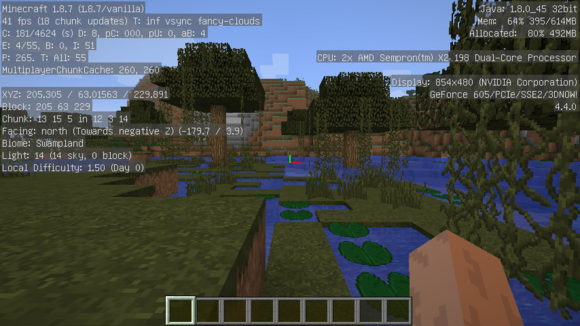 Minecraft 1.8.7 (1.8.7/vanilla)
41 fps (18 chunk updates) T: inf vsync fancy-clouds
C: 181/4624 (s) D: 8, pC: 000, pU: 0, aB: 4
E: 4/55, B: 0, I: 51
P: 265. T: All: 55
MultiplayerChunkCache: 260, 260
XYZ: 205.305 / 63.01563 / 229.891
Block: 205 63 229
Chunk: 13 15 5 in 12 3 14
Facing: north (Towards negative Z) (-179.7 / 3.9)
Biome: Swampland
Light: 14 (14 sky, 0 block)
Local Difficulty: 1.50 (Day 0)
Java: 1.8.0_45 32bit
Mem: 64% 395/614MB
Allocated: 80% 492MB
CPU: 2x AMD Sempron(tm) X2 198 Dual-Core Processor
Display: 854x480 (NVIDIA Corporation)
GeForce 605/PCIe/SSE2/3DNOW!
4.4.0